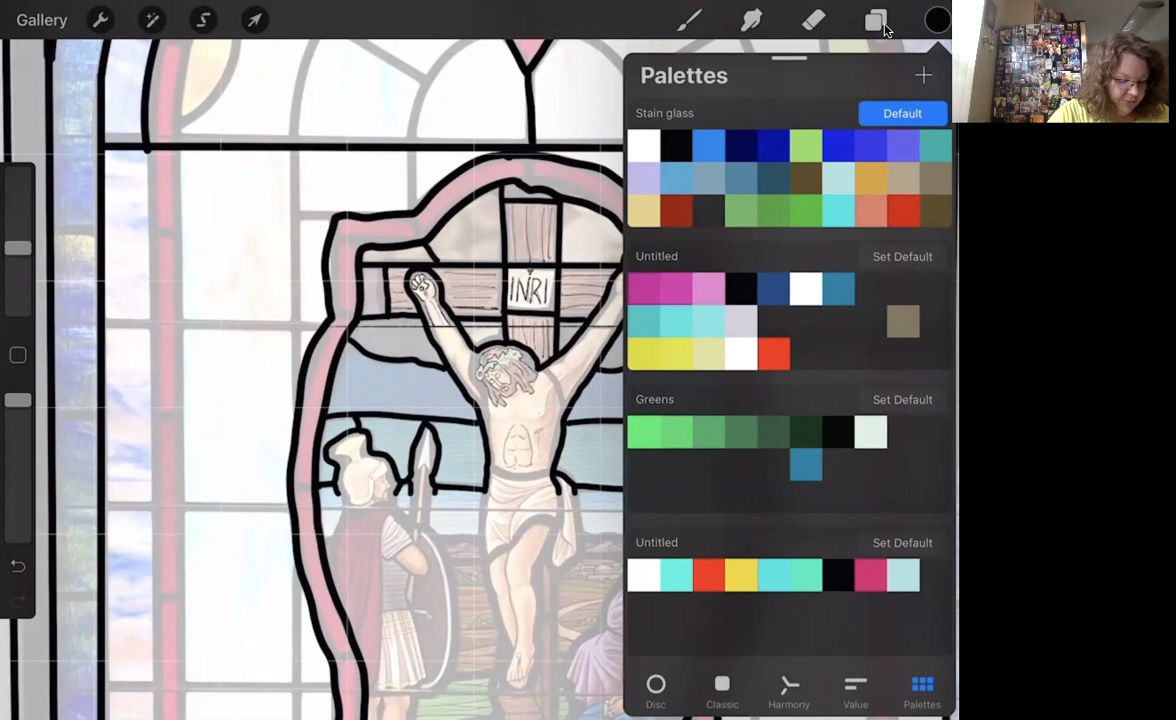 Gallery
Palettes
Stain glass
Default
Untitled
Set Default
Greens
Set Default
Untitled
Set Default
Disc
Classic
Harmony
Value
Palettes
INRI